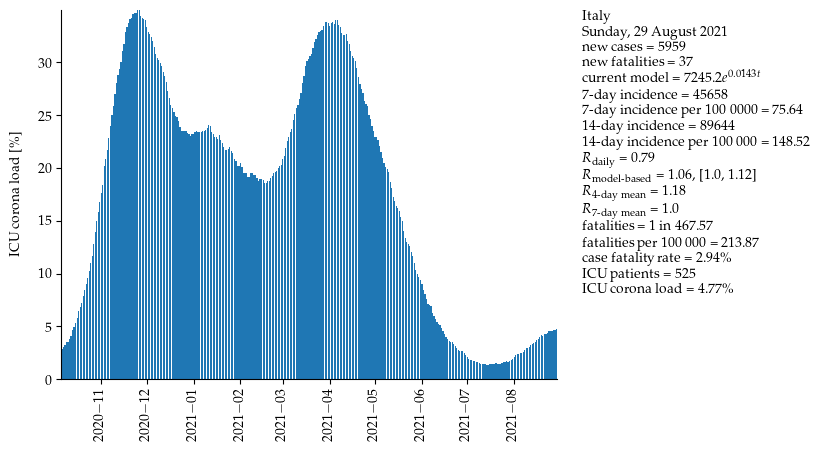 ICU corona load [%]
30
25
20
15
10
5
0
2020−11
2020−12
2021−01
2021−02
2021−03
2021−04
2021−05
2021−06
2021−07
2021−08
Italy
Sunday, 29 August 2021
new cases = 5959
new fatalities = 37
current model = 7245.2e^0.0143t
7-day incidence = 45658
7-day incidence per 100 0000 = 75.64
14-day incidence = 89644
14-day incidence per 100 000 = 148.52
R_daily = 0.79
R_model-based = 1.06, [1.0, 1.12]
R_4-day mean = 1.18
R_7-day mean = 1.0
fatalities = 1 in 467.57
fatalities per 100 000 = 213.87
case fatality rate = 2.94%
ICU patients = 525
ICU corona load = 4.77%